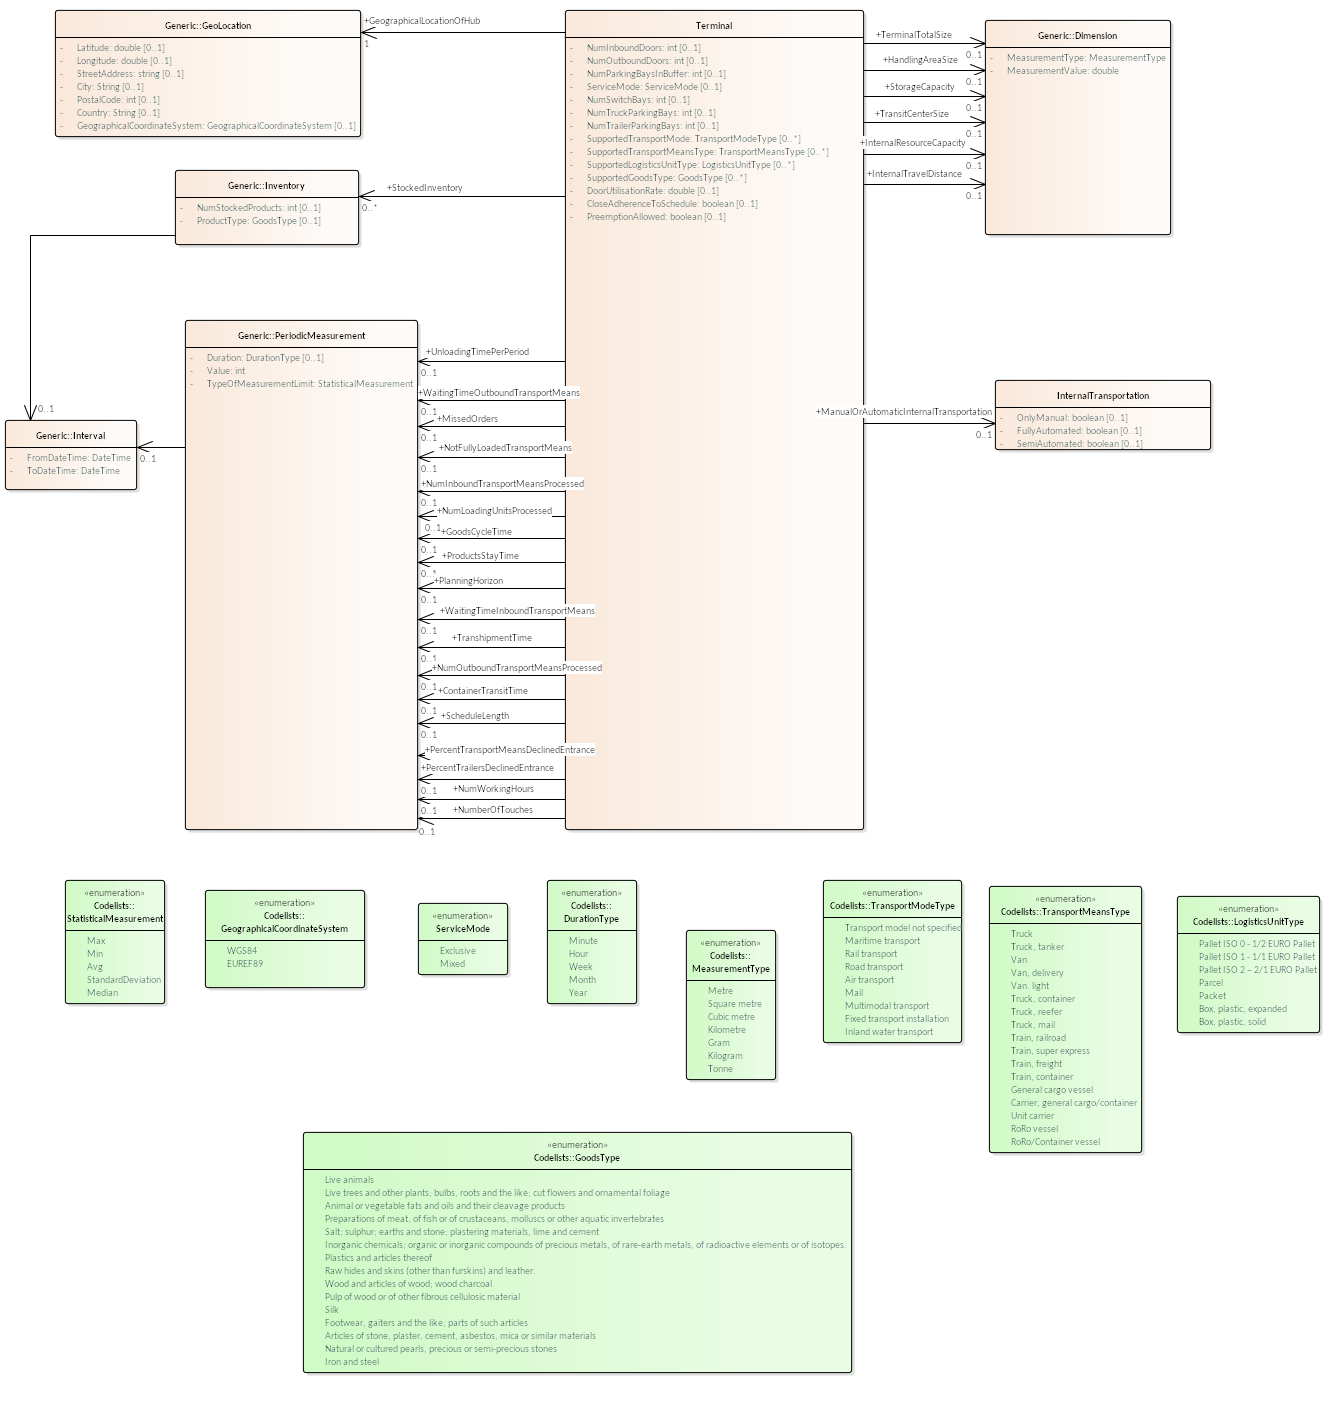 Generic::GeoLocation
- Latitude: double [0..1]
- Longitude: double [0..1]
- StreetAddress: string [0..1]
- City: String [0..1]
- PostalCode: int [0..1]
- Country: String [0..1]
- GeographicalCoordinateSystem: GeographicalCoordinateSystem [0..1]
+GeographicalLocationOfHub
1
Terminal
- NumInboundDoors: int [0..1]
- NumOutboundDoors: int [0..1]
- NumParkingBaysInBuffer: int [0..1]
- ServiceMode: ServiceMode [0..1]
- NumSwitchBays: int [0..1]
- NumTruckParkingBays: int [0..1]
- NumTrailerParkingBays: int [0..1]
- SupportedTransportMode: TransportModeType [0..*]
- SupportedTransportMeansType: TransportMeansType [0..*]
- SupportedLogisticsUnitType: LogisticsUnitType [0..*]
- SupportedGoodsType: GoodsType [0..*]
- DoorUtilisationRate: double [0..1]
- CloseAdherenceToSchedule: boolean [0..1]
- PreemptionAllowed: boolean [0..1]
+TerminalTotalSize
0..1
+HandlingAreaSize
0..1
+StorageCapacity
0..1
+TransitCenterSize
0..1
+InternalResourceCapacity
0..1
+InternalTravelDistance
0..1
Generic::Dimension
- MeasurementType: MeasurementType
- MeasurementValue: double
Generic::Inventory
- NumStockedProducts: int [0..1]
- ProductType: GoodsType [0..1]
+StockedInventory
0..*
Generic::PeriodicMeasurement
- Duration: DurationType [0..1]
- Value: int
- TypeOfMeasurementLimit: StatisticalMeasurement
+UnloadingTimePerPeriod
0..1
+WaitingTimeOutboundTransportMeans
0..1
+MissedOrders
0..1
+NotFullyLoadedTransportMeans
0..1
+NumInboundTransportMeansProcessed
0..1
+NumLoadingUnitsProcessed
0..1
+GoodsCycleTime
0..1
+ProductsStayTime
0..*
+PlanningHorizon
0..1
+WaitingTimeInboundTransportMeans
0..1
+TranshipmentTime
0..1
+NumOutboundTransportMeansProcessed
0..1
+ContainerTransitTime
0..1
+ScheduleLength
0..1
+PercentTransportMeansDeclinedEntrance
+PercentTrailersDeclinedEntrance
0..1
+NumWorkingHours
0..1
+NumberOfTouches
0..1
0..1
Generic::Interval
- FromDateTime: DateTime
- ToDateTime: DateTime
0..1
+ManualOrAutomaticInternalTransportation
0..1
InternalTransportation
- OnlyManual: boolean [0..1]
- FullyAutomated: boolean [0..1]
- SemiAutomated: boolean [0..1]
«enumeration»
Codelists::
StatisticalMeasurement
Max
Min
Avg
StandardDeviation
Median
«enumeration»
Codelists::
GeographicalCoordinateSystem
WGS84
EUREF89
«enumeration»
ServiceMode
Exclusive
Mixed
«enumeration»
Codelists::
DurationType
Minute
Hour
Week
Month
Year
«enumeration»
Codelists::
MeasurementType
Metre
Square metre
Cubic metre
Kilometre
Gram
Kilogram
Tonne
«enumeration»
Codelists::TransportModeType
Transport model not specified
Maritime transport
Rail transport
Road transport
Air transport
Mail
Multimodal transport
Fixed transport installation
Inland water transport
«enumeration»
Codelists::TransportMeansType
Truck
Truck, tanker
Van
Van, delivery
Van. light
Truck, container
Truck, reefer
Truck, mail
Train, railroad
Train, super express
Train, freight
Train, container
General cargo vessel
Carrier, general cargo/container
Unit carrier
RoRo vessel
RoRo/Container vessel
«enumeration»
Codelists::LogisticsUnitType
Pallet ISO 0 - 1/2 EURO Pallet
Pallet ISO 1 - 1/1 EURO Pallet
Pallet ISO 2 – 2/1 EURO Pallet
Parcel
Packet
Box, plastic, expanded
Box, plastic, solid
«enumeration»
Codelists::GoodsType
Live animals
Live trees and other plants; bulbs, roots and the like; cut flowers and ornamental foliage
Animal or vegetable fats and oils and their cleavage products
Preparations of meat, of fish or of crustaceans, molluscs or other aquatic invertebrates
Salt; sulphur; earths and stone; plastering materials, lime and cement
Inorganic chemicals; organic or inorganic compounds of precious metals, of rare-earth metals, of radioactive elements or of isotopes.
Plastics and articles thereof
Raw hides and skins (other than furskins) and leather.
Wood and articles of wood; wood charcoal
Pulp of wood or of other fibrous cellulosic material
Silk
Footwear, gaiters and the like; parts of such articles
Articles of stone, plaster, cement, asbestos, mica or similar materials
Natural or cultured pearls, precious or semi-precious stones
Iron and steel